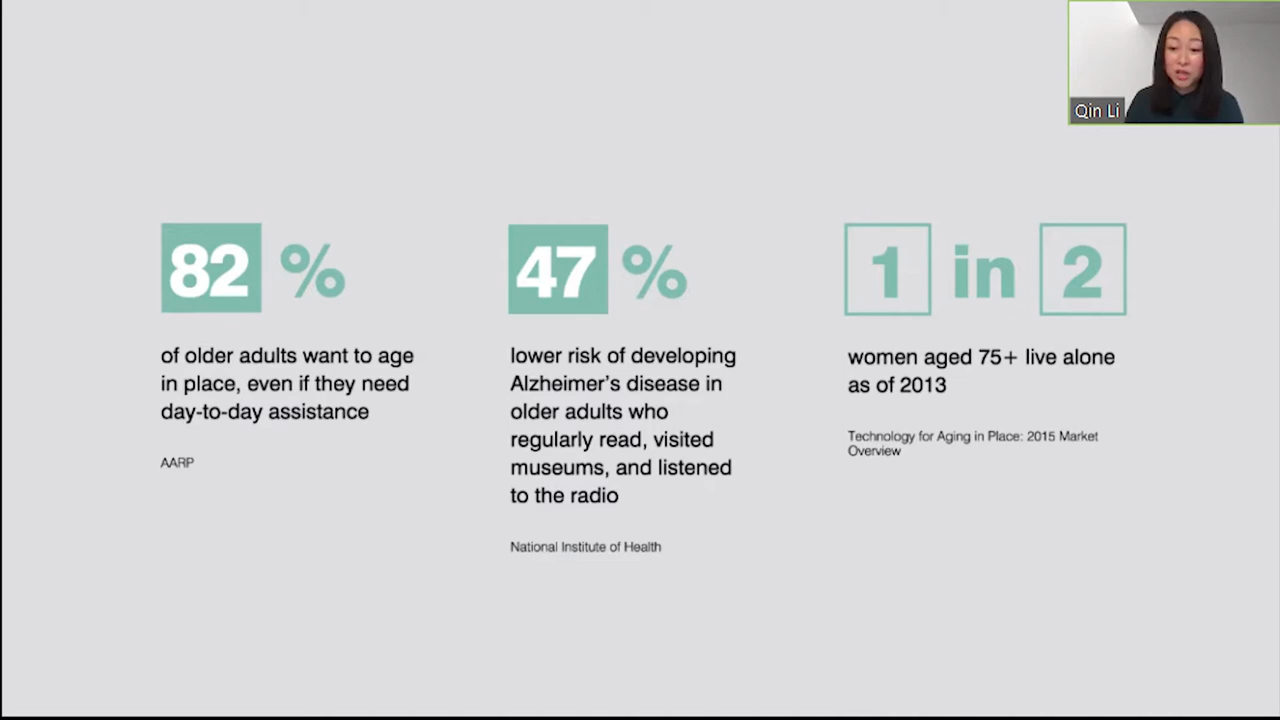 Qin Li
82 %
of older adults want to age
in place, even if they need
day-to-day assistance
AARP
47 %
lower risk of developing
Alzheimer's disease in
older adults who
regularly read, visited
museums, and listened
to the radio
National Institute of Health
1 in 2
women aged 75+ live alone
as of 2013
Technology for Aging in Place: 2015 Market
Overview